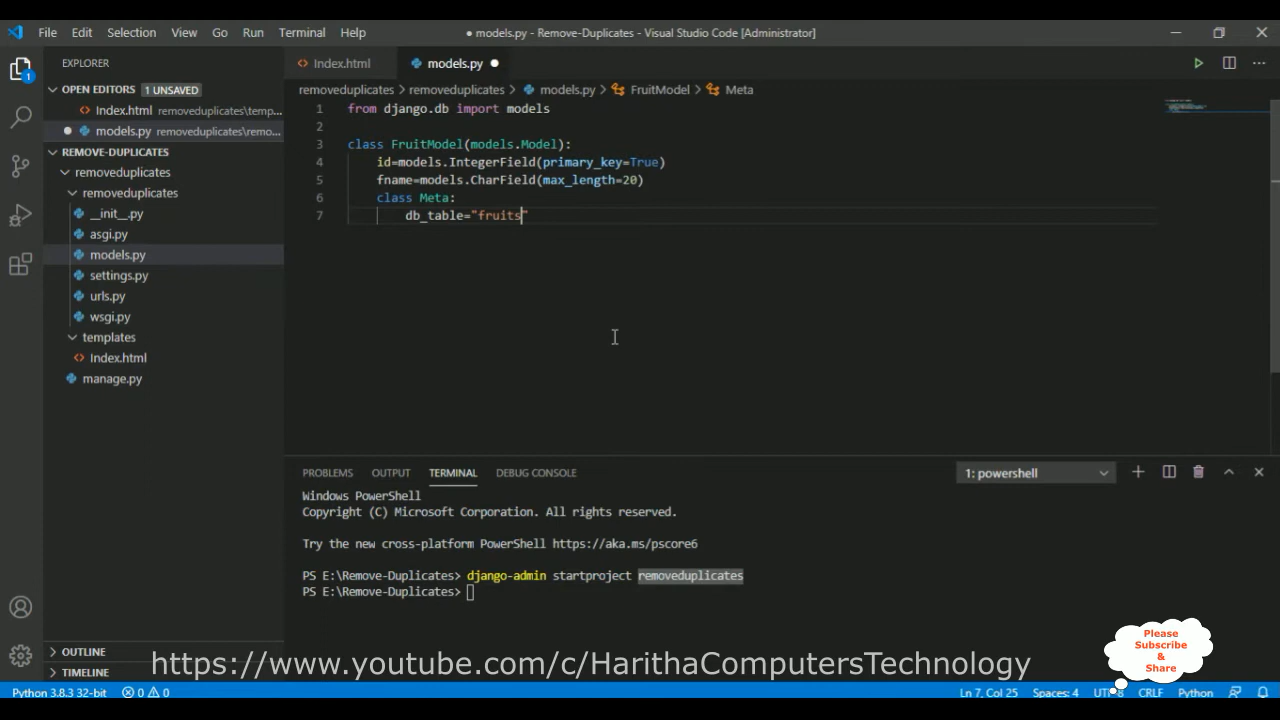 File Edit Selection View Go Run Terminal Help
● models.py - Remove-Duplicates - Visual Studio Code [Administrator]
EXPLORER
OPEN EDITORS 1 UNSAVED
Index.html removeduplicates\temp...
models.py removeduplicates\remo...
REMOVE-DUPLICATES
removeduplicates
removeduplicates
__init__.py
asgi.py
models.py
settings.py
urls.py
wsgi.py
templates
Index.html
manage.py
OUTLINE
TIMELINE
1
Index.html models.py
removeduplicates > removeduplicates > models.py > FruitModel > Meta
1 from django.db import models
2
3 class FruitModel(models.Model):
4 id=models.IntegerField(primary_key=True)
5 fname=models.CharField(max_length=20)
6 class Meta:
7 db_table="fruits"
PROBLEMS OUTPUT TERMINAL DEBUG CONSOLE
1: powershell
Windows PowerShell
Copyright (C) Microsoft Corporation. All rights reserved.
Try the new cross-platform PowerShell https://aka.ms/pscore6
PS E:\Remove-Duplicates> django-admin startproject removeduplicates
PS E:\Remove-Duplicates>
https://www.youtube.com/c/HarithaComputersTechnology
Please
Subscribe
&
Share
Python 3.8.3 32-bit 0 0
Ln 7, Col 25 Spaces: 4 UTF-8 CRLF Python